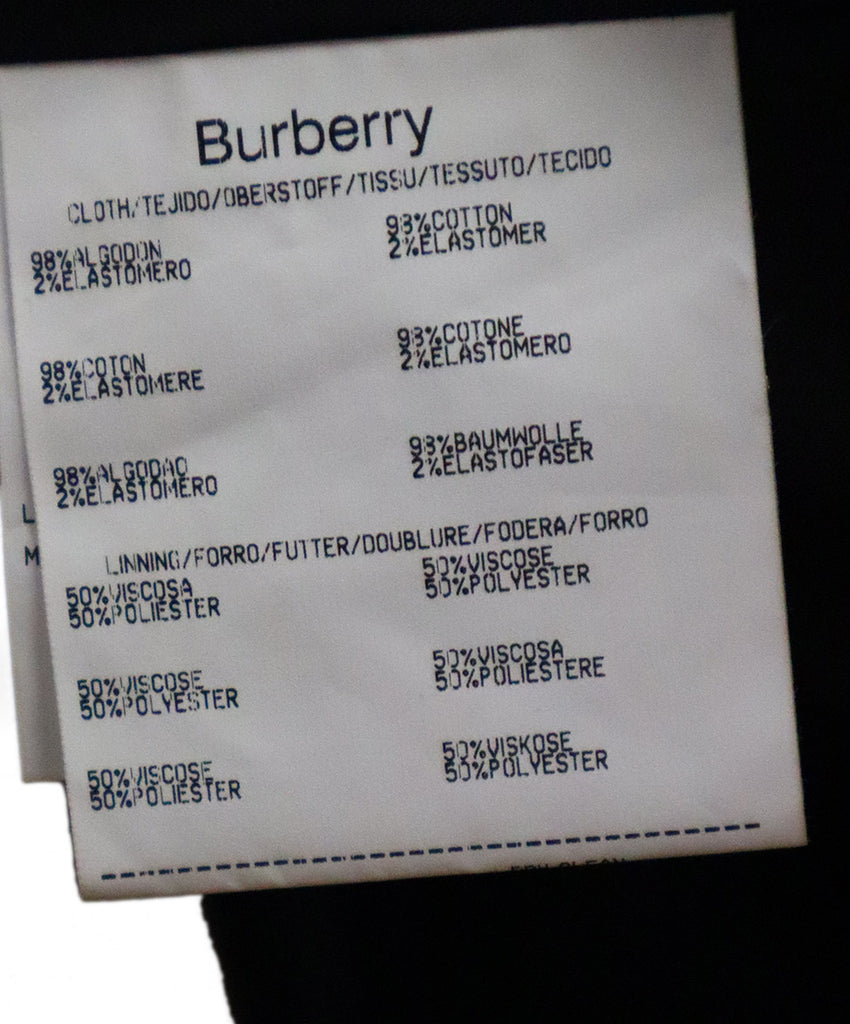 Burberry
CLOTH/TEJIDO/OBERSTOFF/TISSU/TESSUTO/TECIDO
98%ALGODON
2%ELASTOMERO
98%COTTON
2%ELASTOMER
98%COTON
2%ELASTOMERE
98%COTONE
2%ELASTOMERO
98%ALGODAO
2%ELASTOMERO
98%BAUMWOLLE
2%ELASTOFASER
LINNING/FORRO/FUTTER/DOUBLURE/FODERA/FORRO
50%VISCOSA
50%POLIESTER
50%VISCOSE
50%POLYESTER
50%VISCOSE
50%POLYESTER
50%VISCOSA
50%POLIESTERE
50%VISCOSE
50%POLIESTER
50%VISKOSE
50%POLYESTER